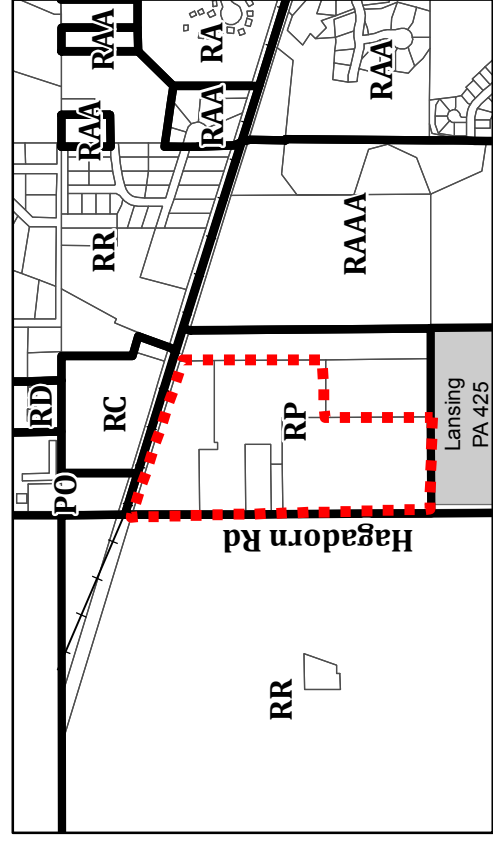 RAA
RA
RAA
RAA
RAA
RR
RAAA
RD
RC
PO
RP
Lansing
PA 425
Hagadorn Rd
RR